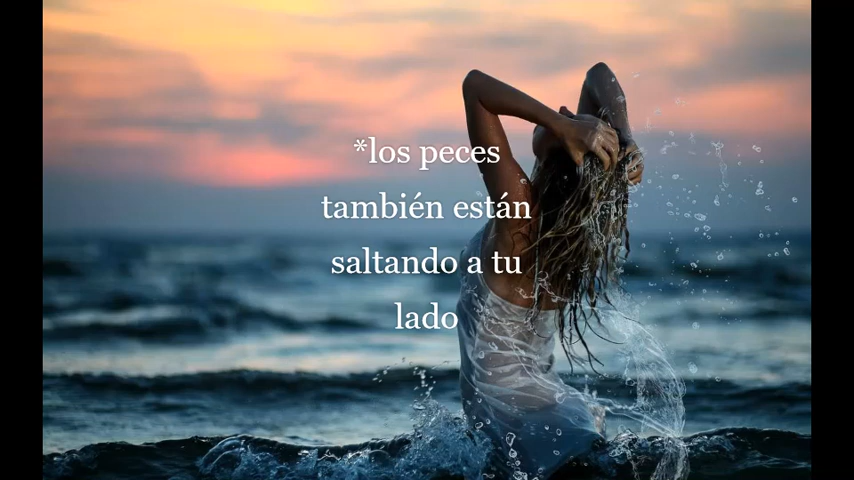 *los peces
también están
saltando a tu
lado